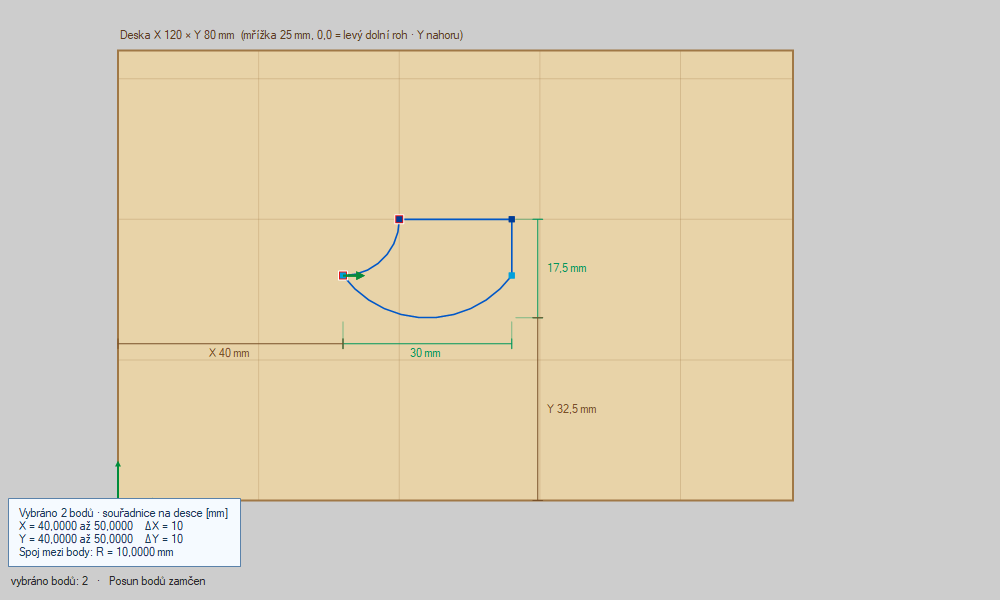 Deska X 120 × Y 80 mm (mřížka 25 mm, 0,0 = levý dolní roh · Y nahoru)
17,5 mm
X 40 mm
30 mm
Y 32,5 mm
Vybráno 2 bodů · souřadnice na desce [mm]
X = 40,0000 až 50,0000 ΔX = 10
Y = 40,0000 až 50,0000 ΔY = 10
Spoj mezi body: R = 10,0000 mm
vybráno bodů: 2 · Posun bodů zamčen